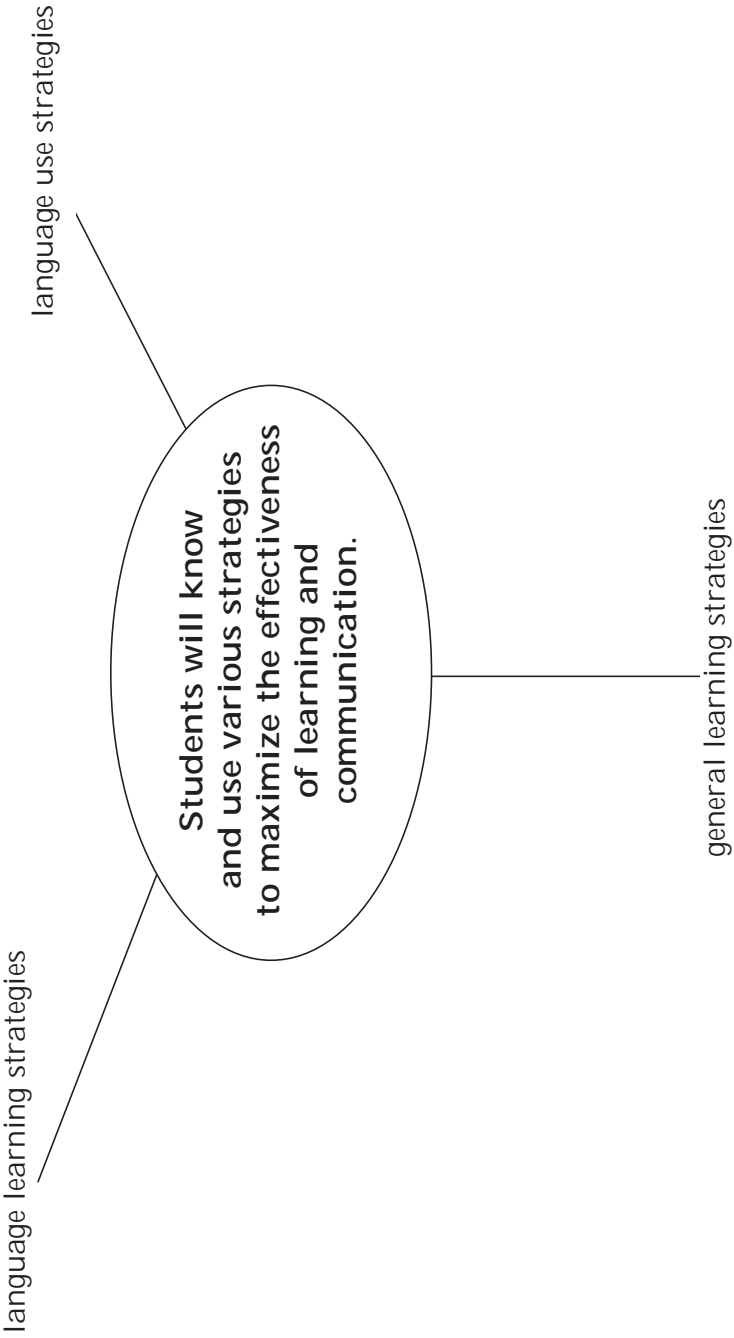 language learning strategies
language use strategies
Students will know
and use various strategies
to maximize the effectiveness
of learning and
communication.
general learning strategies